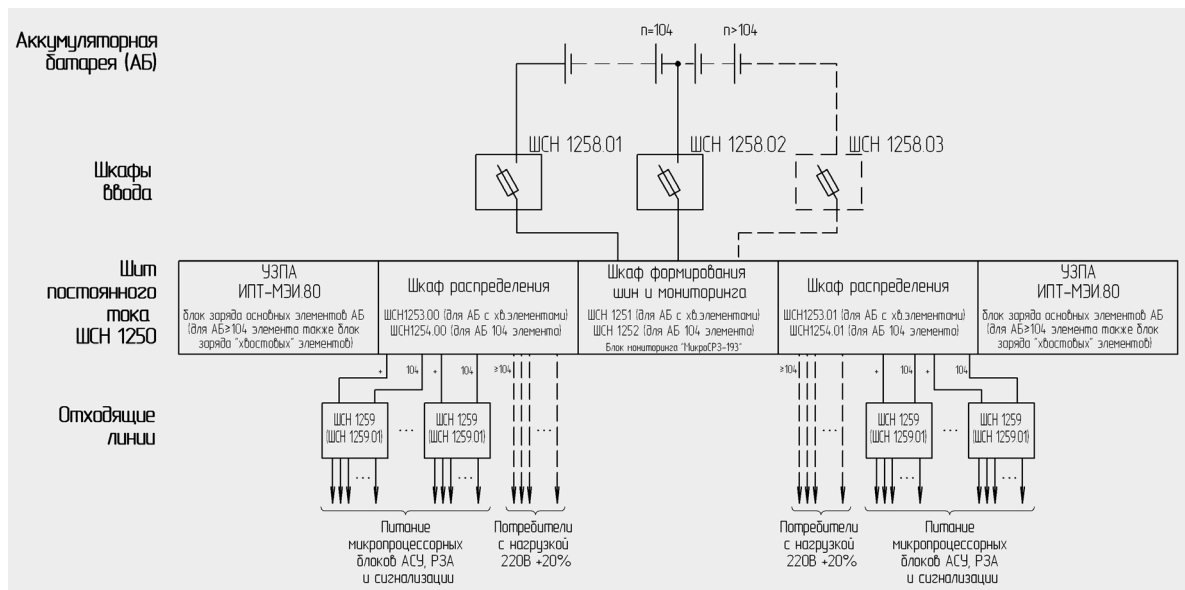 Аккумуляторная
батарея (АБ)
n=104
n>104
Шкафы
ввода
ШСН 1258.01
ШСН 1258.02
ШСН 1258.03
Щит
постоянного
тока
ШСН 1250
УЗПА
ИПТ-МЭИ.80
блок заряда основных элементов АБ
(для АБ≥104 элемента также блок
заряда "хвостовых" элементов)
Шкаф распределения
ШСН1253.00 (для АБ с хв.элементами)
ШСН1254.00 (для АБ 104 элемента)
Шкаф формирования
шин и мониторинга
ШСН 1251 (для АБ с хв.элементами)
ШСН 1252 (для АБ 104 элемента)
Блок мониторинга "МикроСРЗ-193"
Шкаф распределения
ШСН1253.01 (для АБ с хв.элементами)
ШСН1254.01 (для АБ 104 элемента)
УЗПА
ИПТ-МЭИ.80
блок заряда основных элементов АБ
(для АБ≥104 элемента также блок
заряда "хвостовых" элементов)
+ 104 + 104 ≥104
≥104 + 104 + 104
Отходящие
линии
ШСН 1259
(ШСН 1259.01)
...
ШСН 1259
(ШСН 1259.01)
...
...
ШСН 1259
(ШСН 1259.01)
...
ШСН 1259
(ШСН 1259.01)
... ... ... ...
Питание
микропроцессорных
блоков АСУ, РЗА
и сигнализации
Потребители
с нагрузкой
220В +20%
Потребители
с нагрузкой
220В +20%
Питание
микропроцессорных
блоков АСУ, РЗА
и сигнализации